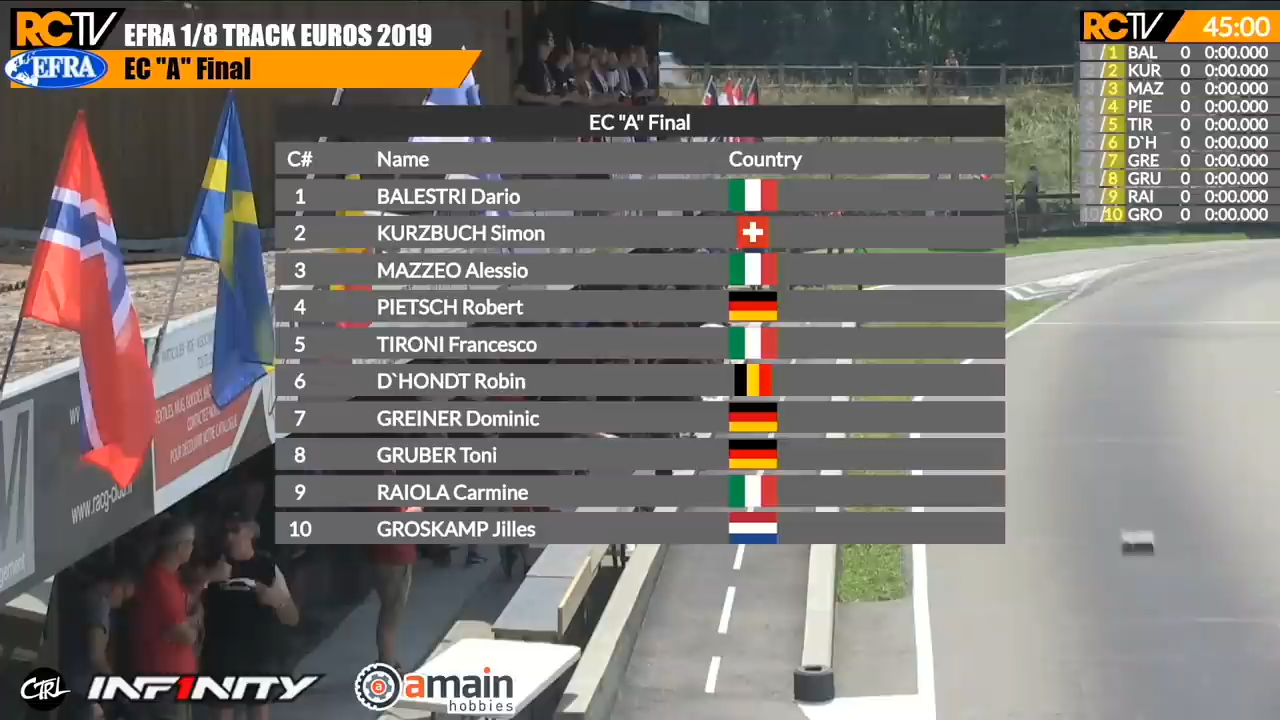 RCTV EFRA 1/8 TRACK EUROS 2019
EFRA EC "A" Final
RCTV 45:00
1/1 BAL 0 0:00.000
2/2 KUR 0 0:00.000
3/3 MAZ 0 0:00.000
4/4 PIE 0 0:00.000
5/5 TIR 0 0:00.000
6/6 D`H 0 0:00.000
7/7 GRE 0 0:00.000
8/8 GRU 0 0:00.000
9/9 RAI 0 0:00.000
10/10 GRO 0 0:00.000
EC "A" Final
C# Name Country
1 BALESTRI Dario
2 KURZBUCH Simon
3 MAZZEO Alessio
4 PIETSCH Robert
5 TIRONI Francesco
6 D`HONDT Robin
7 GREINER Dominic
8 GRUBER Toni
9 RAIOLA Carmine
10 GROSKAMP Jilles
CONTACTEZ
POUR DÉCOUVRIR NOTRE CATALOGUE
www.racg-club.fr
CTRL INF1NITY a amain
hobbies